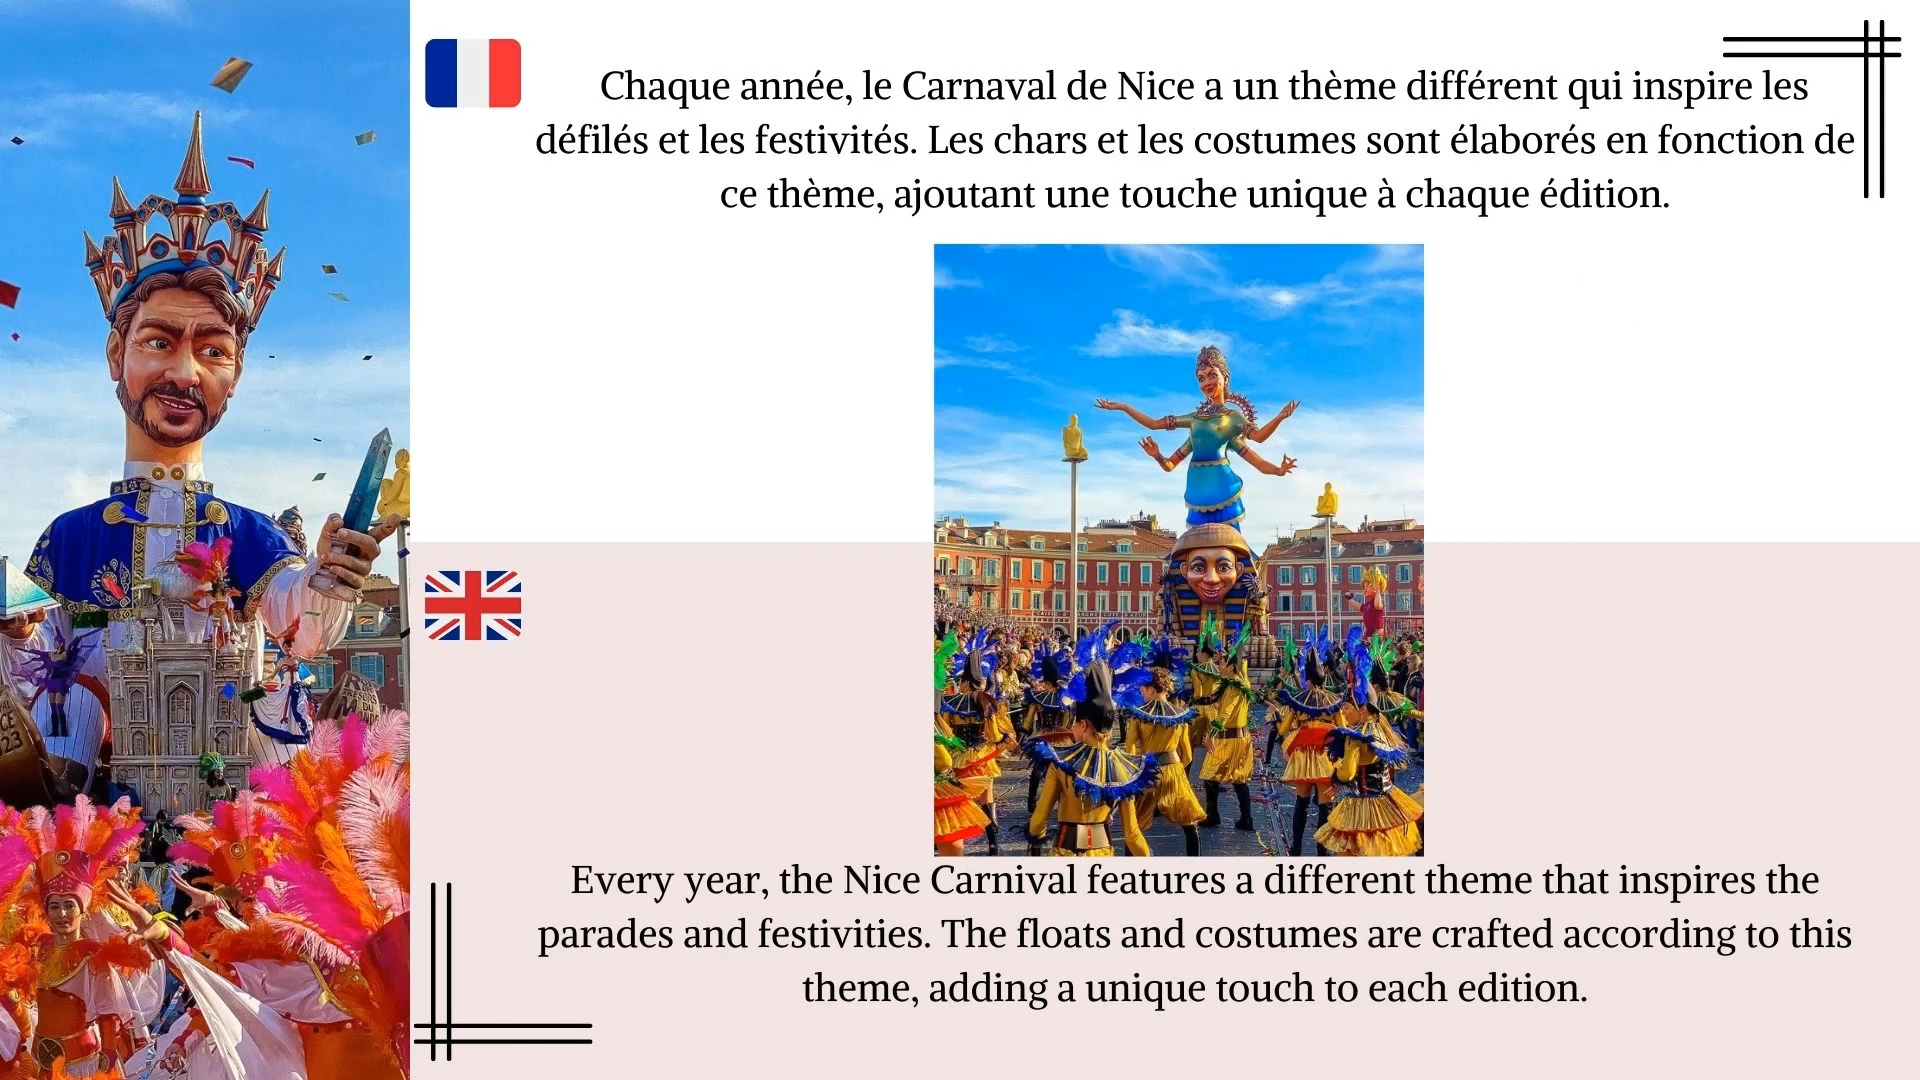 Chaque année, le Carnaval de Nice a un thème différent qui inspire les
défilés et les festivités. Les chars et les costumes sont élaborés en fonction de
ce thème, ajoutant une touche unique à chaque édition.
Every year, the Nice Carnival features a different theme that inspires the
parades and festivities. The floats and costumes are crafted according to this
theme, adding a unique touch to each edition.